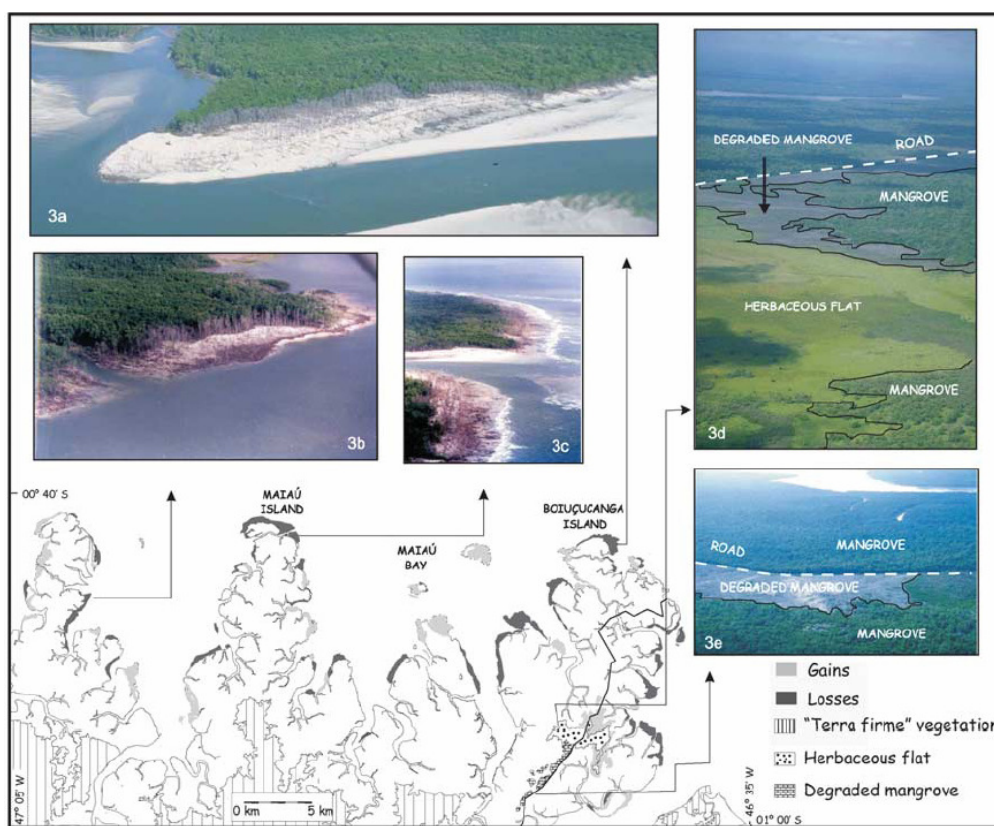 3a
DEGRADED MANGROVE
ROAD
MANGROVE
HERBACEOUS FLAT
MANGROVE
3d
3b
3c
00° 40' S
MAIAÚ
ISLAND
MAIAÚ
BAY
BOIUÇUCANGA
ISLAND
ROAD
MANGROVE
DEGRADED MANGROVE
3e
MANGROVE
Gains
Losses
"Terra firme" vegetation
Herbaceous flat
Degraded mangrove
47° 05' W
0 km 5 km
46° 35' W
01° 00' S